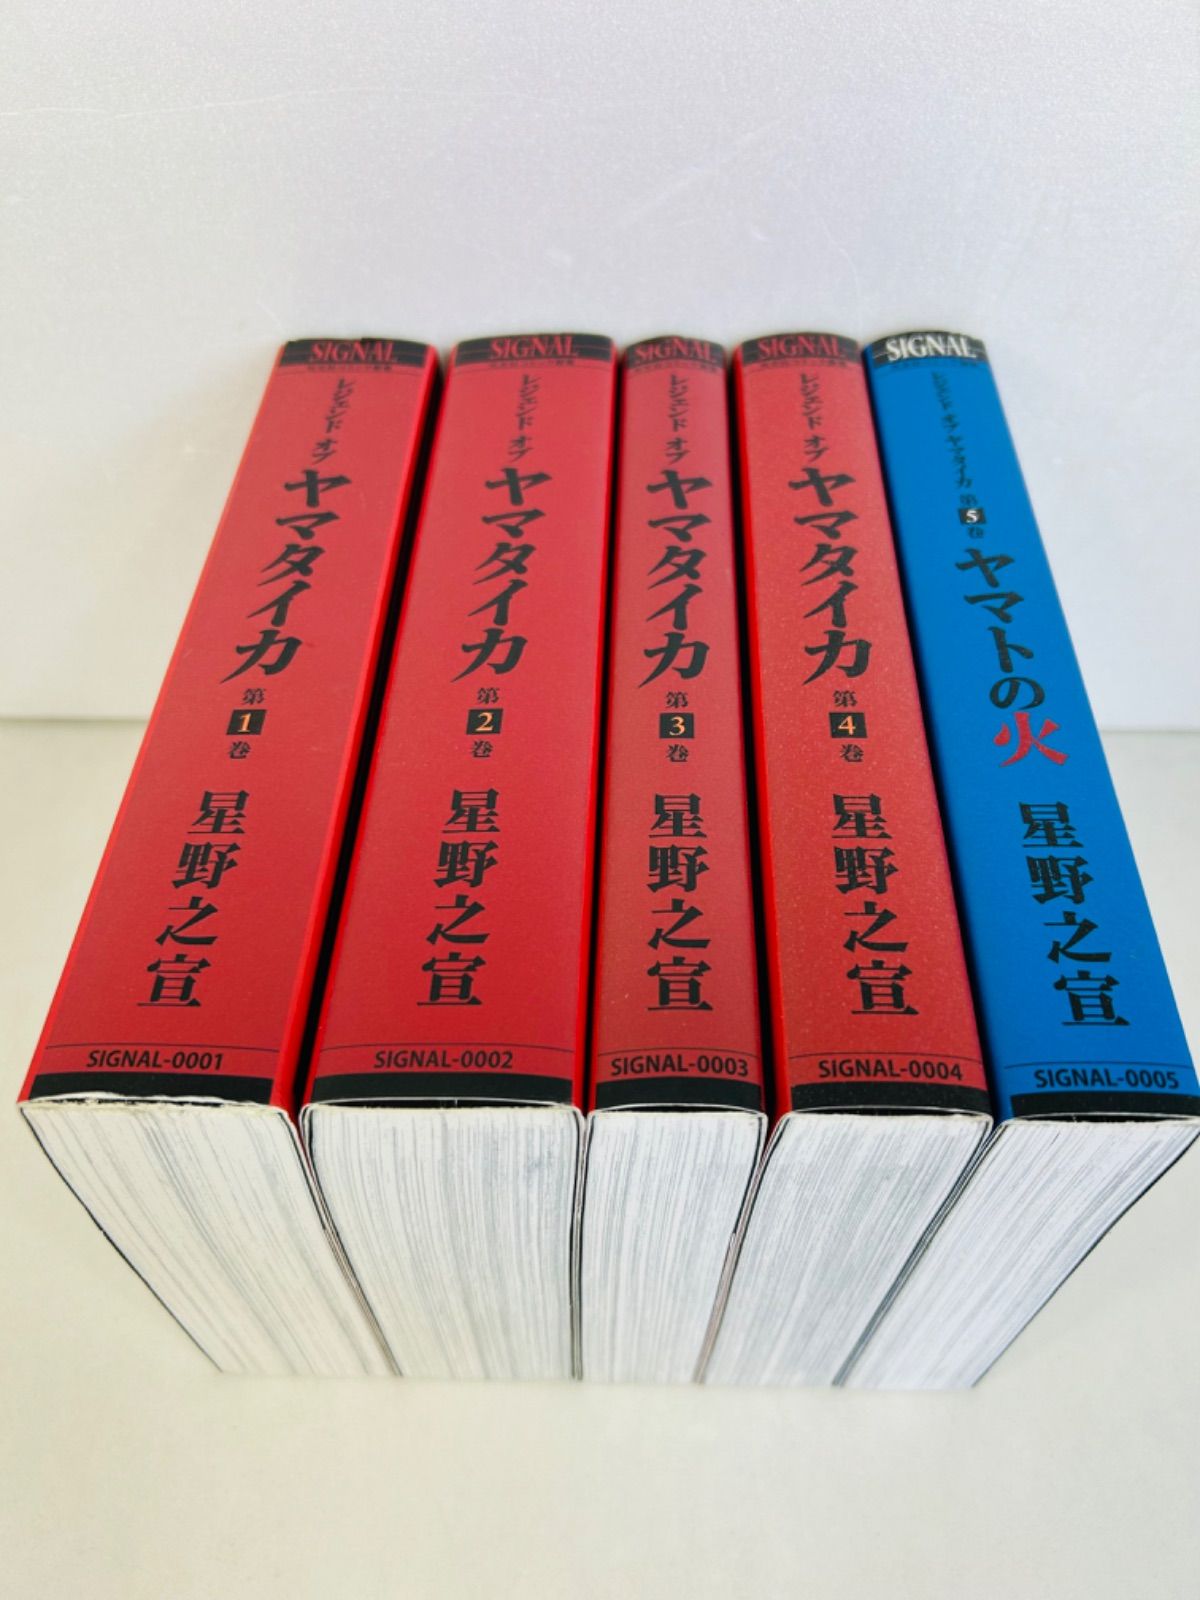 SIGNAL
レジェンド オブ
ヤマタイカ
第1巻
星野之宣
SIGNAL-0001
SIGNAL
レジェンド オブ
ヤマタイカ
第2巻
星野之宣
SIGNAL-0002
SIGNAL
レジェンド オブ
ヤマタイカ
第3巻
星野之宣
SIGNAL-0003
SIGNAL
レジェンド オブ
ヤマタイカ
第4巻
星野之宣
SIGNAL-0004
SIGNAL
レジェンド オブ ヤマタイカ 第5巻
ヤマトの火
星野之宣
SIGNAL-0005